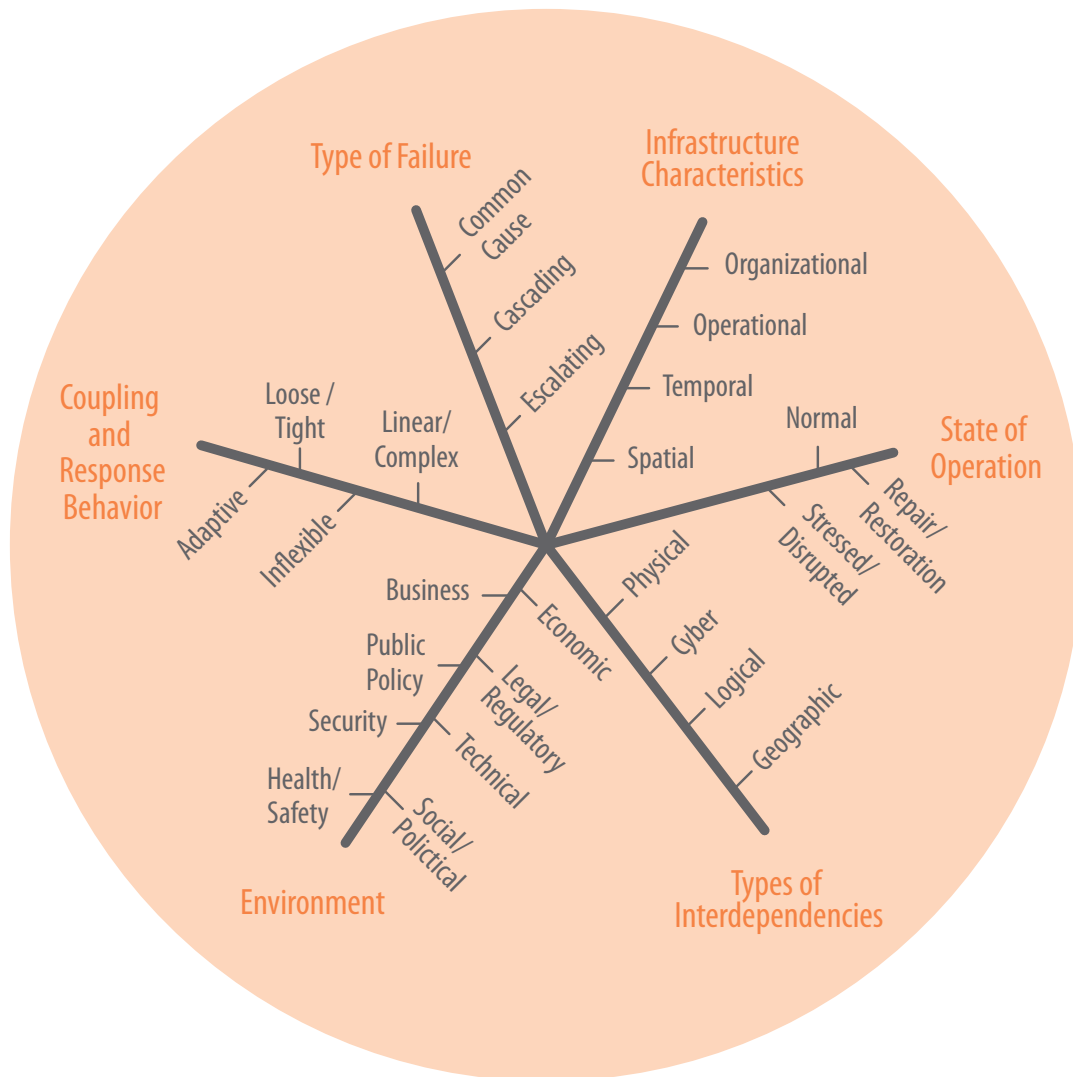 Type of Failure
Common
Cause
Cascading
Escalating
Infrastructure
Characteristics
Organizational
Operational
Temporal
Spatial
State of
Operation
Normal
Repair/
Restoration
Stressed/
Disrupted
Types of
Interdependencies
Physical
Cyber
Logical
Geographic
Environment
Business
Economic
Public
Policy
Legal/
Regulatory
Security
Technical
Health/
Safety
Social/
Polictical
Coupling
and
Response
Behavior
Loose /
Tight
Linear/
Complex
Adaptive
Inflexible